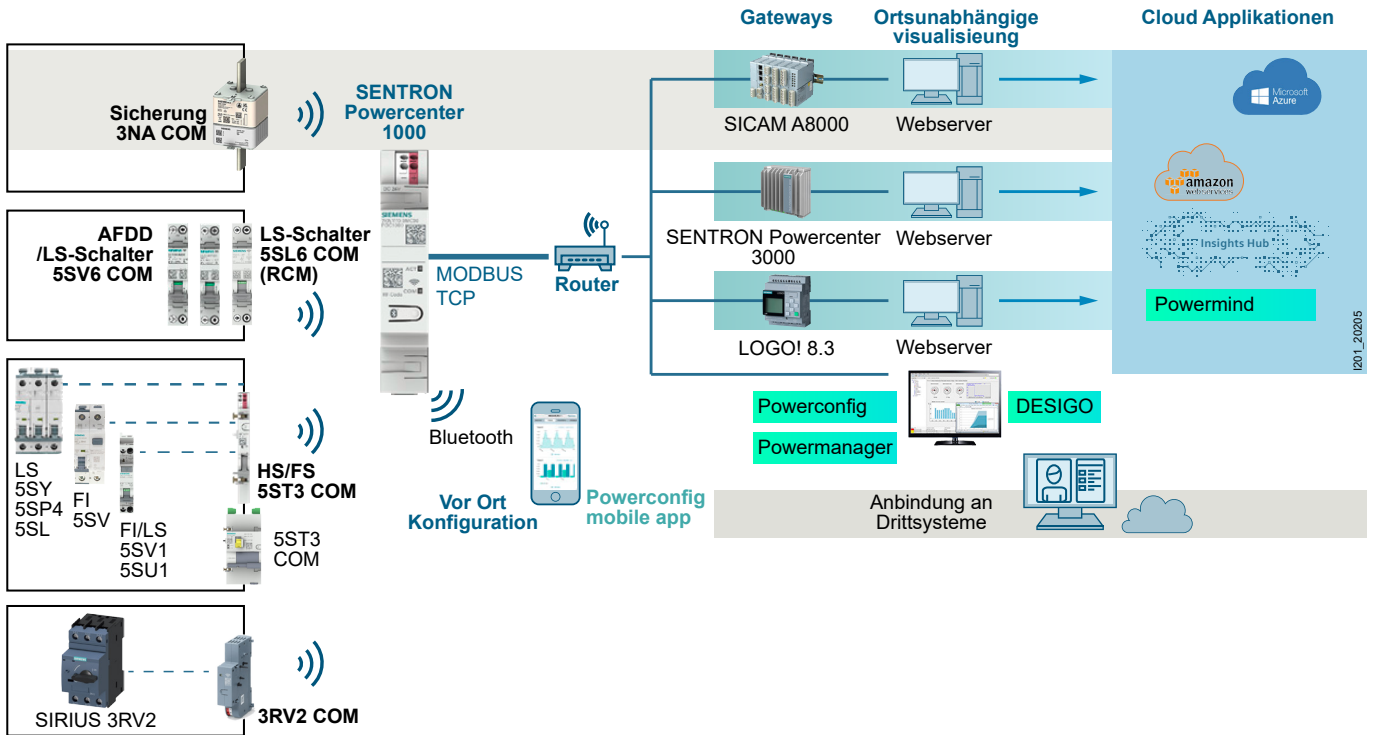 Gateways
Ortsunabhängige
visualisieung
Cloud Applikationen
Sicherung
3NA COM
SENTRON
Powercenter
1000
SICAM A8000
Webserver
Microsoft
Azure
SIEMENS
AFDD
/LS-Schalter
5SV6 COM
LS-Schalter
5SL6 COM
(RCM)
MODBUS
TCP
Router
SENTRON Powercenter
3000
Webserver
amazon
webservices
Insights Hub
Powermind
LOGO! 8.3
Webserver
I201_20205
LS
5SY
5SP4
5SL
FI
5SV
FI/LS
5SV1
5SU1
HS/FS
5ST3 COM
5ST3
COM
Bluetooth
Vor Ort
Konfiguration
Powerconfig
mobile app
Powerconfig
Powermanager
DESIGO
Anbindung an
Drittsysteme
SIRIUS 3RV2
3RV2 COM